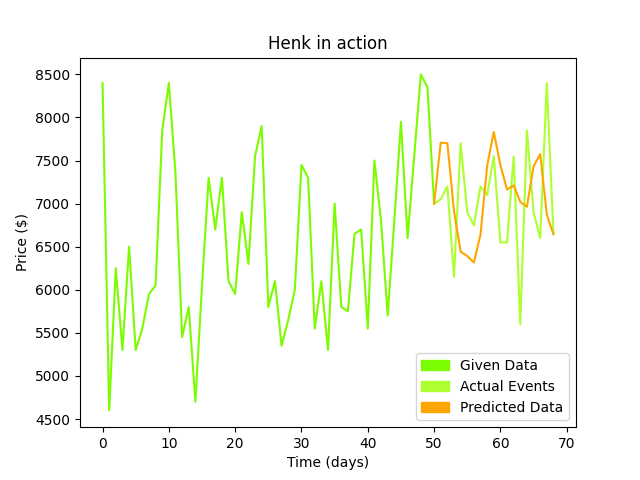 Henk in action
Price ($)
8500
8000
7500
7000
6500
6000
5500
5000
4500
0 10 20 30 40 50 60 70
Time (days)
Given Data
Actual Events
Predicted Data